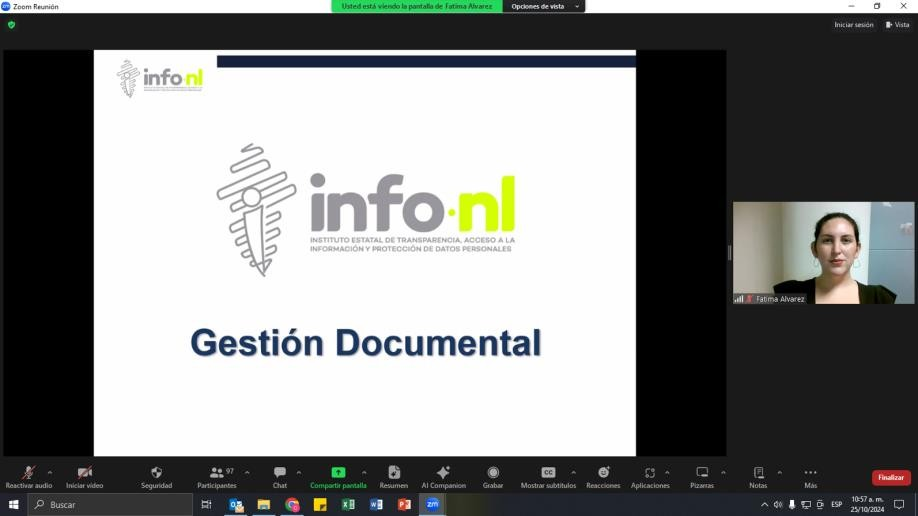 Zoom Reunión
Usted está viendo la pantalla de Fatima Alvarez
Opciones de vista
Iniciar sesión
Vista
info·nl
info·nl
INSTITUTO ESTATAL DE TRANSPARENCIA, ACCESO A LA
INFORMACIÓN Y PROTECCIÓN DE DATOS PERSONALES
Gestión Documental
Fatima Alvarez
97
Reactivar audio
Iniciar video
Seguridad
Participantes
Chat
Compartir pantalla
Resumen
AI Companion
Grabar
Mostrar subtítulos
Reacciones
Aplicaciones
Pizarras
Notas
Más
Finalizar
Buscar
ESP
10:57 a. m.
25/10/2024